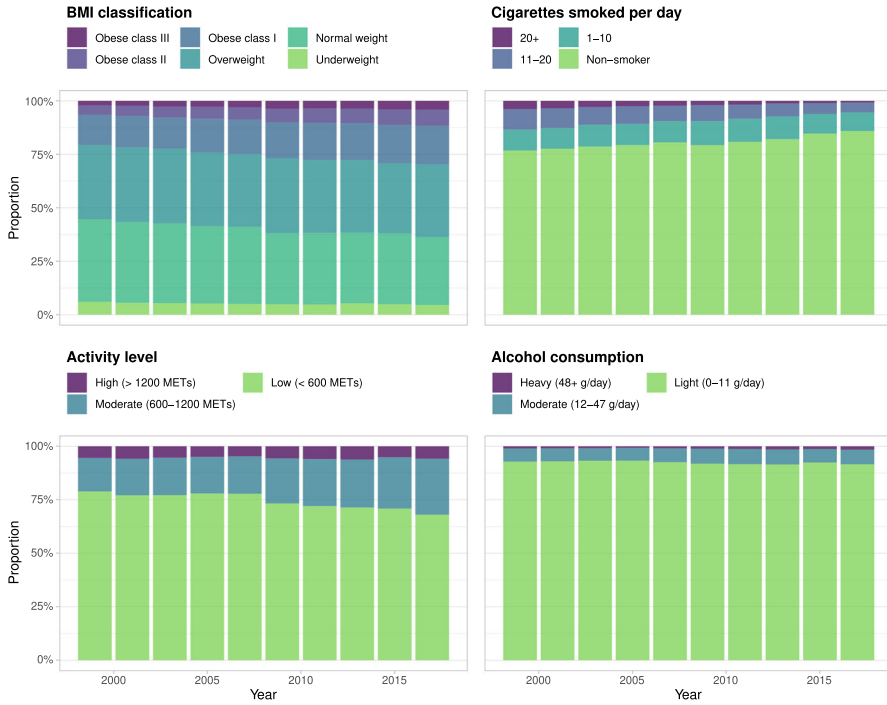 BMI classification
Obese class III
Obese class I
Normal weight
Obese class II
Overweight
Underweight
Cigarettes smoked per day
20+
1–10
11–20
Non–smoker
Proportion
100%
75%
50%
25%
0%
Activity level
High (> 1200 METs)
Low (< 600 METs)
Moderate (600–1200 METs)
Alcohol consumption
Heavy (48+ g/day)
Light (0–11 g/day)
Moderate (12–47 g/day)
Proportion
100%
75%
50%
25%
0%
2000 2005 2010 2015
Year
2000 2005 2010 2015
Year